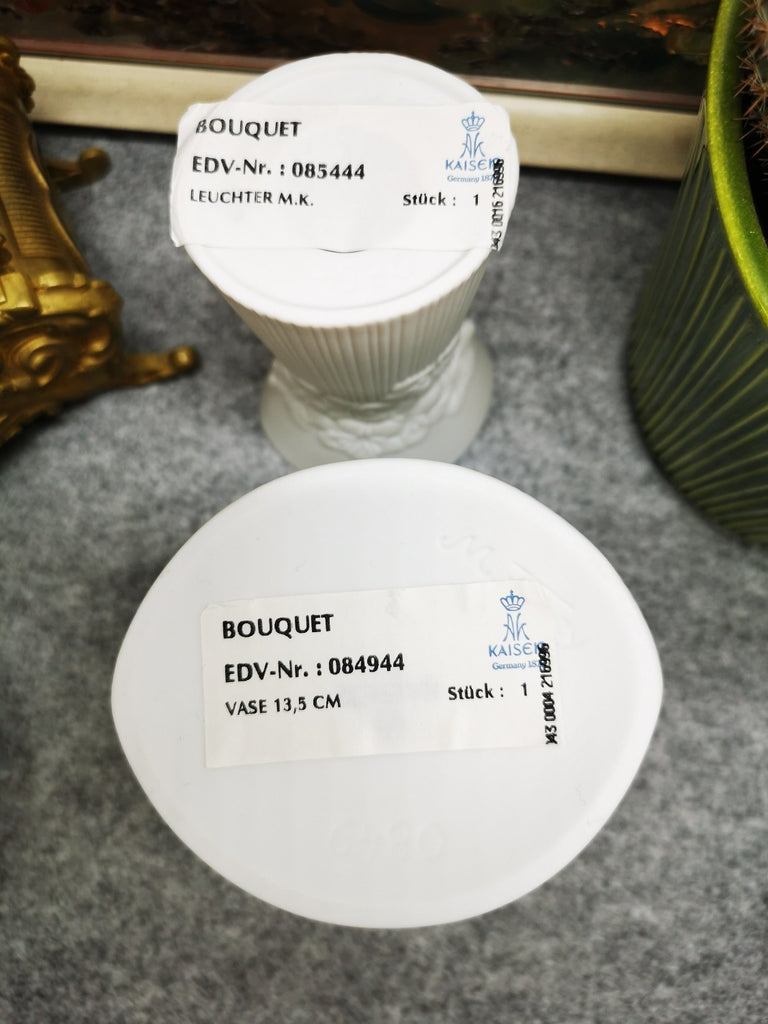 BOUQUET
EDV-Nr. : 085444
LEUCHTER M.K.
Stück : 1
KAISER
BOUQUET
EDV-Nr. : 084944
VASE 13,5 CM
Stück : 1
KAISER